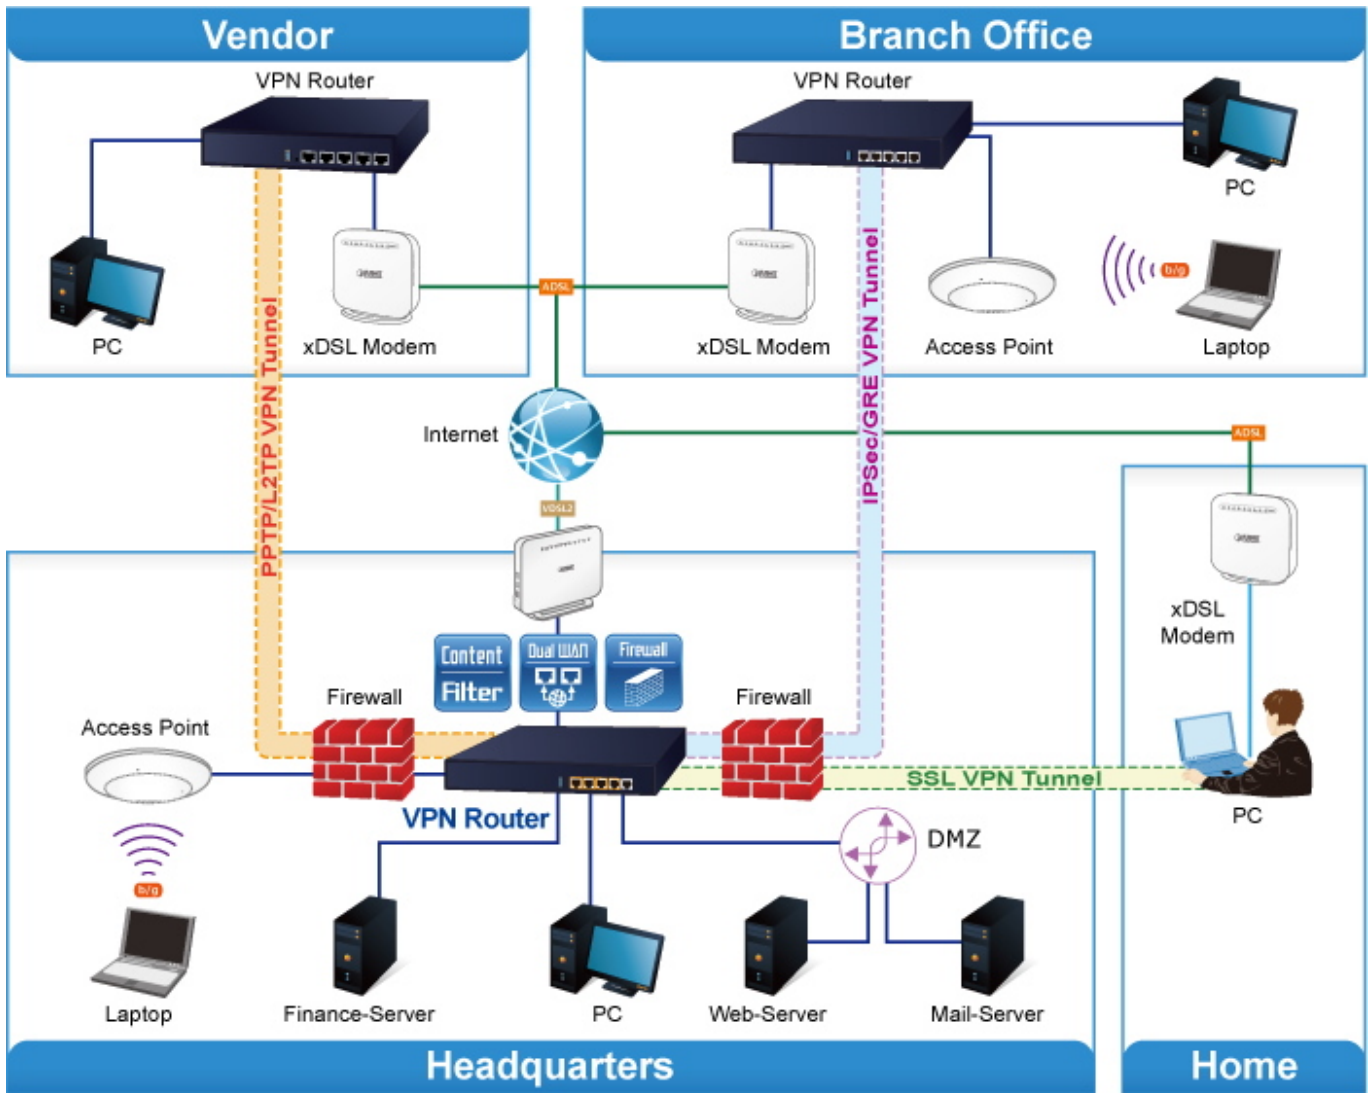 Vendor
Branch Office
VPN Router
VPN Router
PC
PC
xDSL Modem
ADSL
xDSL Modem
Access Point
b/g
Laptop
PPTP/L2TP VPN Tunnel
IPSec/GRE VPN Tunnel
Internet
ADSL
VDSL2
xDSL
Modem
Content
Filter
Dual WAN
Firewall
Firewall
Firewall
Access Point
SSL VPN Tunnel
PC
VPN Router
DMZ
b/g
Laptop
Finance-Server
PC
Web-Server
Mail-Server
Headquarters
Home